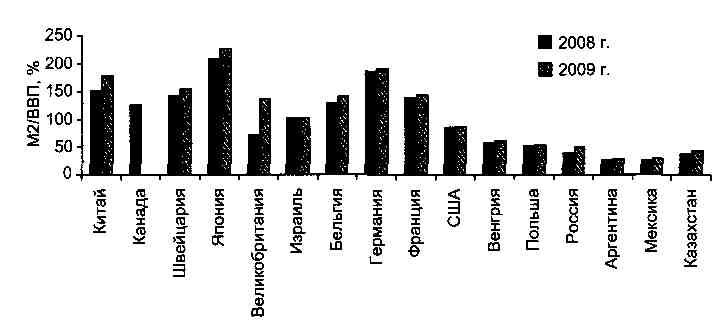 М2/ВВП, %
250
200
150
100
50
0
2008 г.
2009 г.
Китай
Канада
Швейцария
Япония
Великобритания
Израиль
Бельгия
Германия
Франция
США
Венгрия
Польша
Россия
Аргентина
Мексика
Казахстан